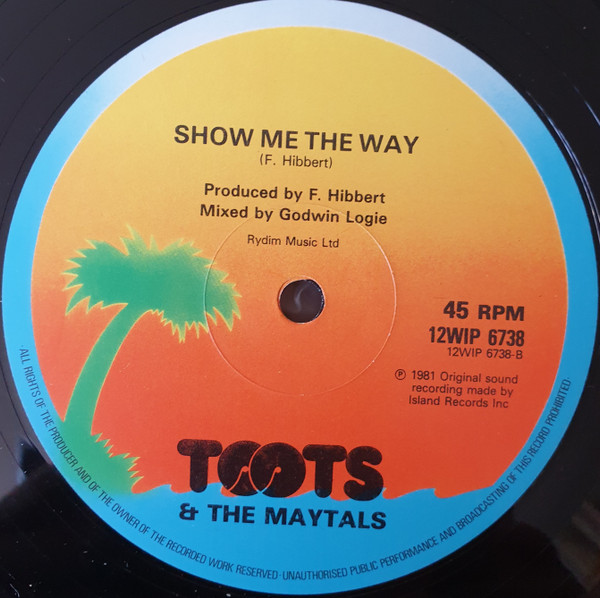 SHOW ME THE WAY
(F. Hibbert)
Produced by F. Hibbert
Mixed by Godwin Logie
Rydim Music Ltd
45 RPM
12WIP 6738
12WIP 6738-B
℗ 1981 Original sound
recording made by
Island Records Inc
TOOTS
& THE MAYTALS
ALL RIGHTS OF THE PRODUCER AND OF THE OWNER OF THE RECORDED WORK RESERVED · UNAUTHORISED PUBLIC PERFORMANCE AND BROADCASTING OF THIS RECORD PROHIBITED ·